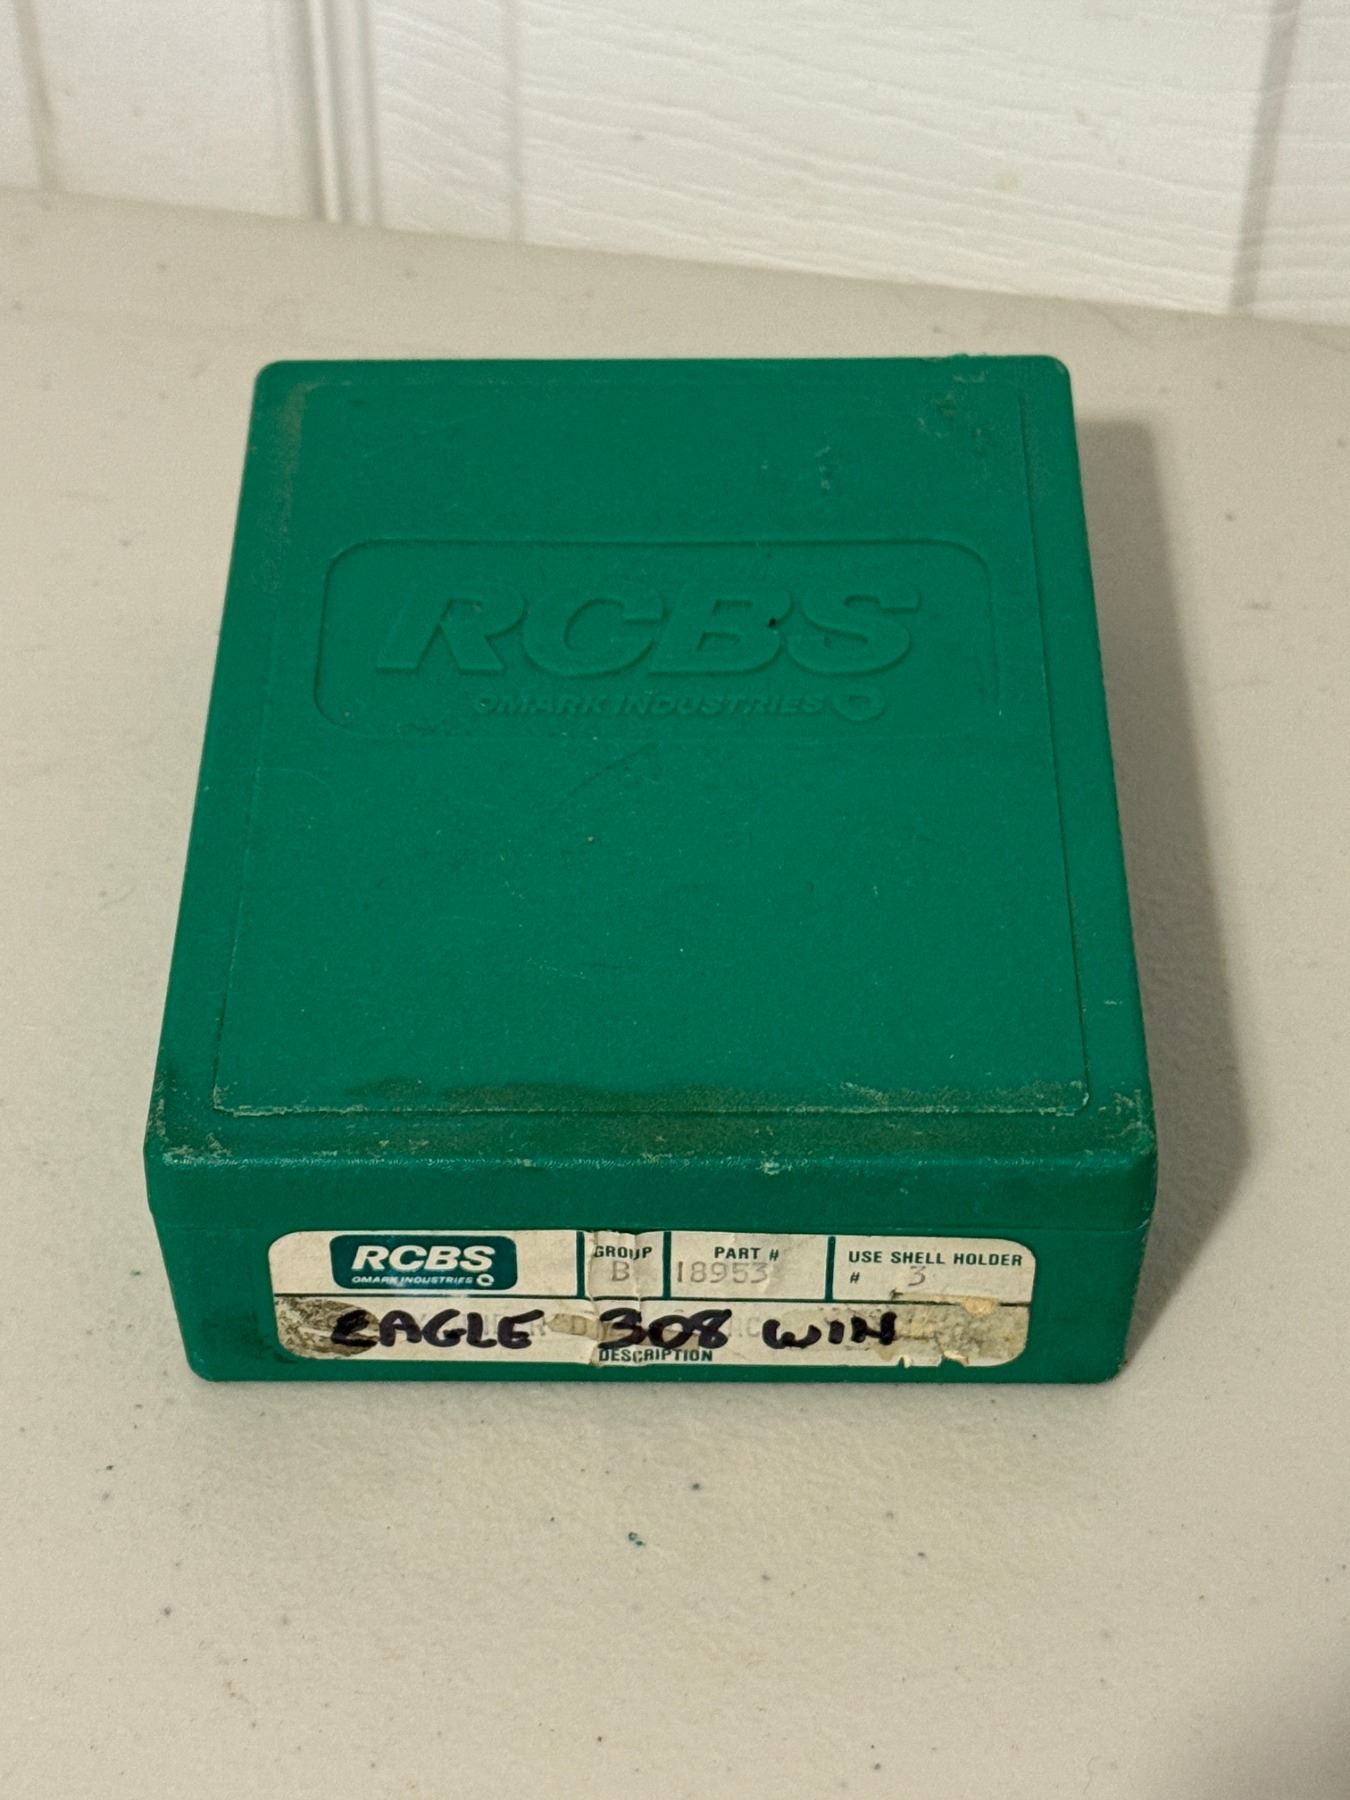 RCBS
OMARK INDUSTRIES
RCBS
OMARK INDUSTRIES
GROUP
B
PART #
18953
USE SHELL HOLDER
# 3
EAGLE 308 WIN
DESCRIPTION